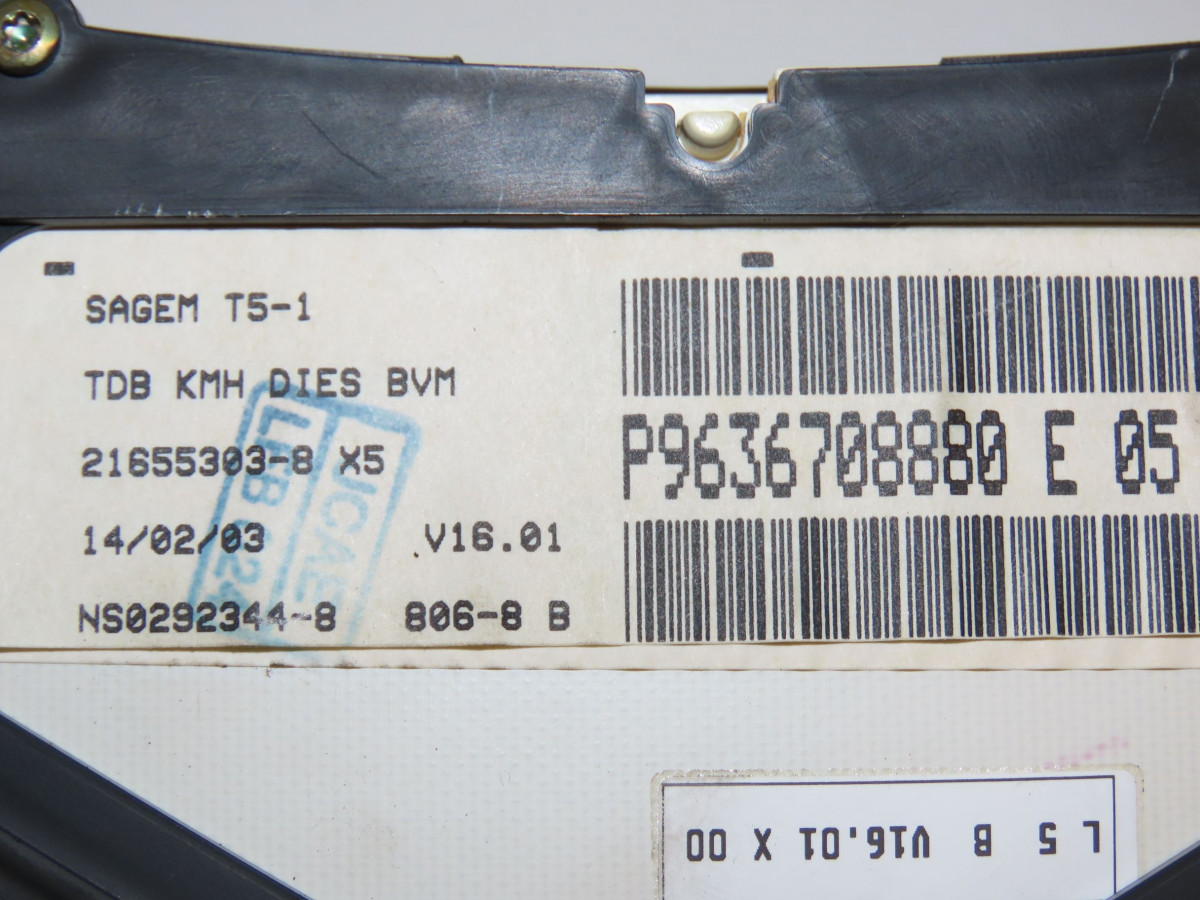 SAGEM T5-1
TDB KMH DIES BVM
21655303-8 X5
14/02/03 V16.01
NS0292344-8 806-8 B
P9636708880 E 05
L 5 B V16.01 X 00